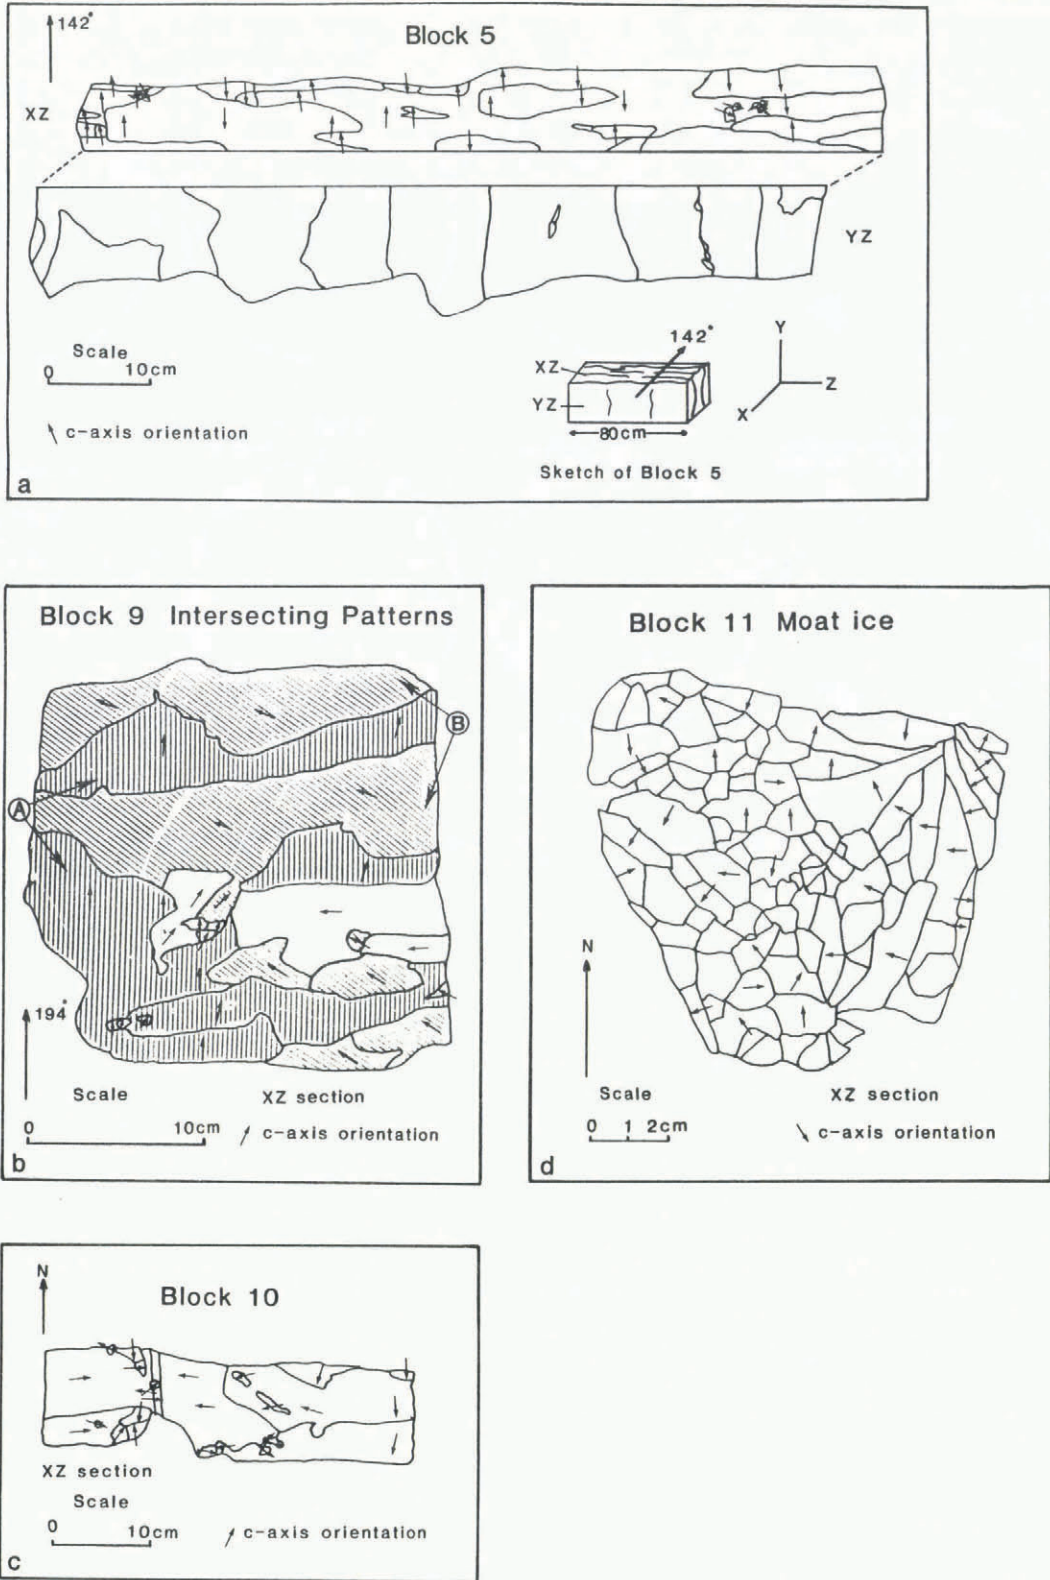 142°
Block 5
XZ
YZ
Scale
0 10cm
c-axis orientation
142°
XZ
YZ
80cm
Y
Z
X
Sketch of Block 5
a
Block 9 Intersecting Patterns
B
A
194°
Scale XZ section
0 10cm c-axis orientation
b
Block 11 Moat ice
N
Scale XZ section
0 1 2cm c-axis orientation
d
N
Block 10
XZ section
Scale
0 10cm c-axis orientation
c